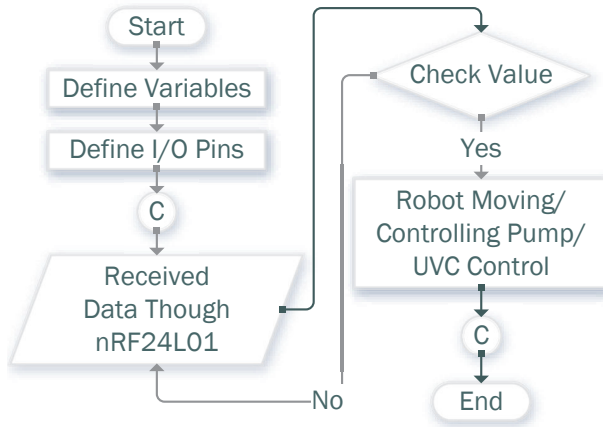 Start
Define Variables
Define I/O Pins
C
Received
Data Though
nRF24L01
Check Value
Yes
Robot Moving/
Controlling Pump/
UVC Control
C
End
No